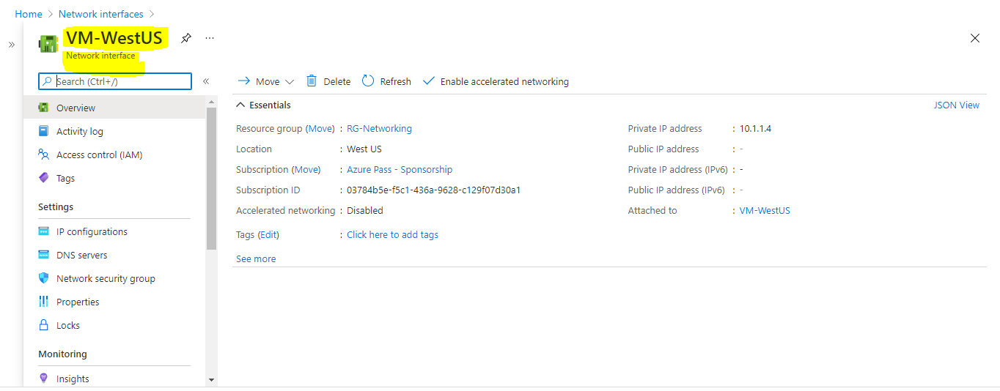 Home > Network interfaces >
»
VM-WestUS ...
Network interface
Search (Ctrl+/) «
Overview
Activity log
Access control (IAM)
Tags
Settings
IP configurations
DNS servers
Network security group
Properties
Locks
Monitoring
Insights
Move Delete Refresh Enable accelerated networking
Essentials JSON View
Resource group (Move) : RG-Networking
Location : West US
Subscription (Move) : Azure Pass - Sponsorship
Subscription ID : 03784b5e-f5c1-436a-9628-c129f07d30a1
Accelerated networking : Disabled
Tags (Edit) : Click here to add tags
See more
Private IP address : 10.1.1.4
Public IP address : -
Private IP address (IPv6) : -
Public IP address (IPv6) : -
Attached to : VM-WestUS